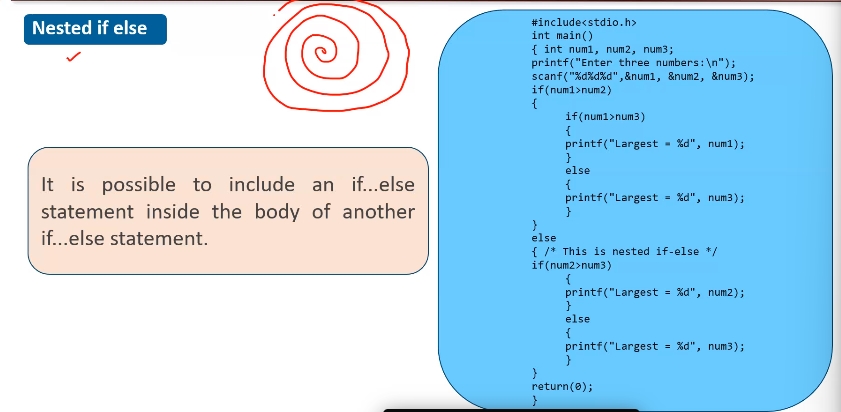 Nested if else
It is possible to include an if...else
statement inside the body of another
if...else statement.
#include<stdio.h>
int main()
{ int num1, num2, num3;
printf("Enter three numbers:\n");
scanf("%d%d%d",&num1, &num2, &num3);
if(num1>num2)
{
if(num1>num3)
{
printf("Largest = %d", num1);
}
else
{
printf("Largest = %d", num3);
}
}
else
{ /* This is nested if-else */
if(num2>num3)
{
printf("Largest = %d", num2);
}
else
{
printf("Largest = %d", num3);
}
}
return(0);
}